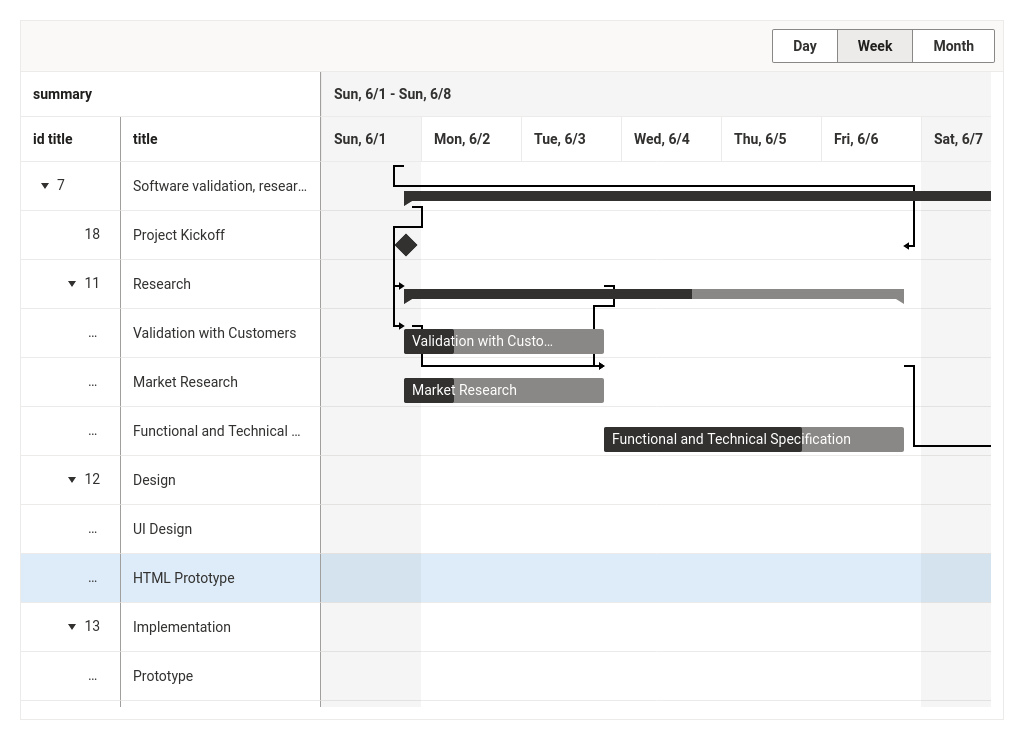 Day Week Month
summary Sun, 6/1 - Sun, 6/8
id title title Sun, 6/1 Mon, 6/2 Tue, 6/3 Wed, 6/4 Thu, 6/5 Fri, 6/6 Sat, 6/7
7 Software validation, resear…
18 Project Kickoff
11 Research
… Validation with Customers Validation with Custo…
… Market Research Market Research
… Functional and Technical … Functional and Technical Specification
12 Design
… UI Design
… HTML Prototype
13 Implementation
… Prototype